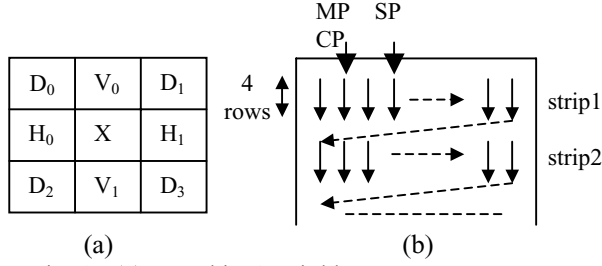 MP SP
CP
D0 V0 D1
H0 X H1
D2 V1 D3
4
rows
strip1
strip2
(a) (b)